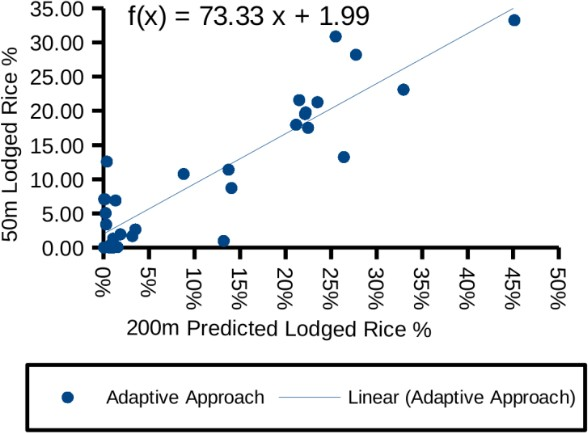 f(x) = 73.33 x + 1.99
35.00
30.00
25.00
20.00
15.00
10.00
5.00
0.00
50m Lodged Rice %
0% 5% 10% 15% 20% 25% 30% 35% 40% 45% 50%
200m Predicted Lodged Rice %
Adaptive Approach Linear (Adaptive Approach)